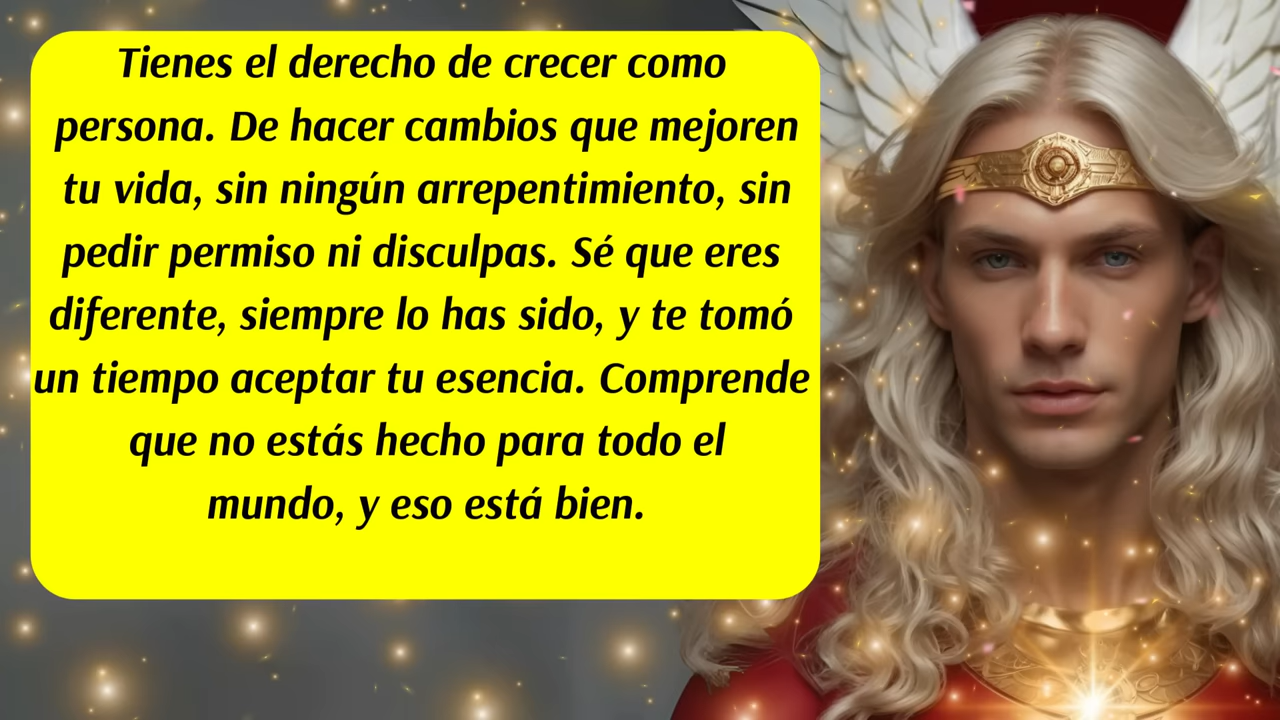 Tienes el derecho de crecer como
persona. De hacer cambios que mejoren
tu vida, sin ningún arrepentimiento, sin
pedir permiso ni disculpas. Sé que eres
diferente, siempre lo has sido, y te tomó
un tiempo aceptar tu esencia. Comprende
que no estás hecho para todo el
mundo, y eso está bien.